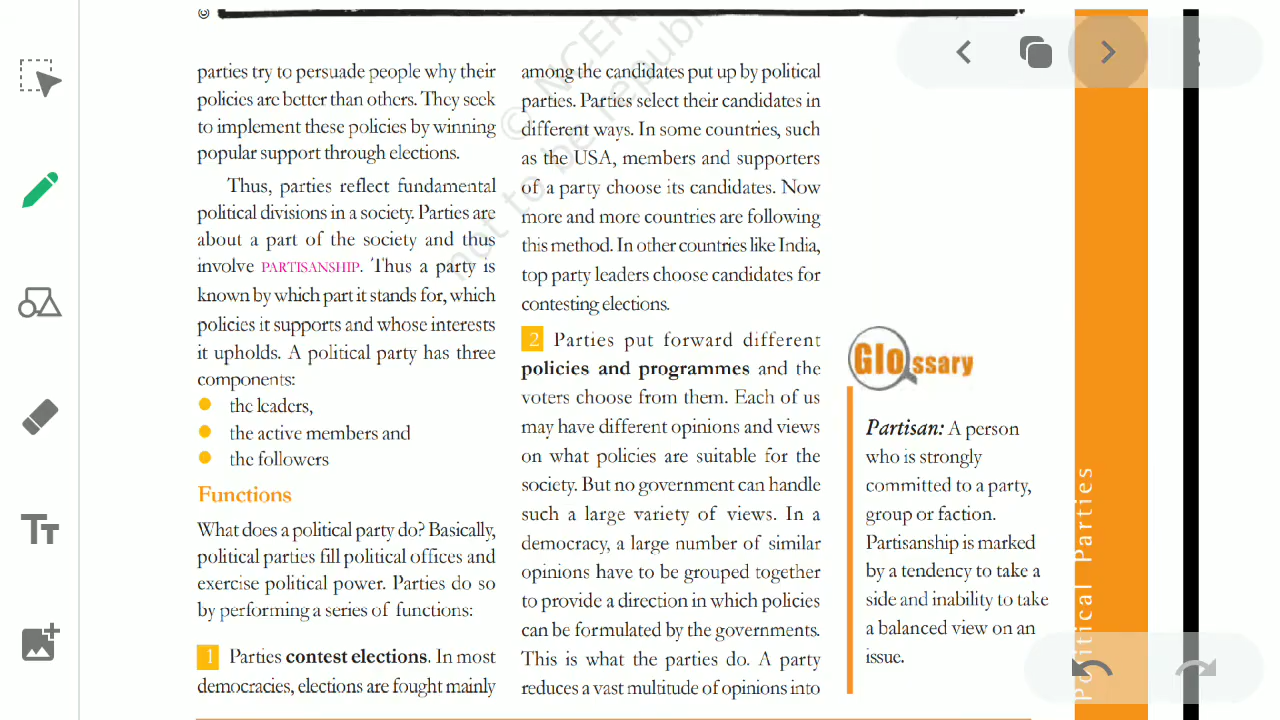 ©
parties try to persuade people why their
policies are better than others. They seek
to implement these policies by winning
popular support through elections.
Thus, parties reflect fundamental
political divisions in a society. Parties are
about a part of the society and thus
involve PARTISANSHIP. Thus a party is
known by which part it stands for, which
policies it supports and whose interests
it upholds. A political party has three
components:
the leaders,
the active members and
the followers
Functions
What does a political party do? Basically,
political parties fill political offices and
exercise political power. Parties do so
by performing a series of functions:
1 Parties contest elections. In most
democracies, elections are fought mainly
among the candidates put up by political
parties. Parties select their candidates in
different ways. In some countries, such
as the USA, members and supporters
of a party choose its candidates. Now
more and more countries are following
this method. In other countries like India,
top party leaders choose candidates for
contesting elections.
2 Parties put forward different
policies and programmes and the
voters choose from them. Each of us
may have different opinions and views
on what policies are suitable for the
society. But no government can handle
such a large variety of views. In a
democracy, a large number of similar
opinions have to be grouped together
to provide a direction in which policies
can be formulated by the governments.
This is what the parties do. A party
reduces a vast multitude of opinions into
Glossary
Partisan: A person
who is strongly
committed to a party,
group or faction.
Partisanship is marked
by a tendency to take a
side and inability to take
a balanced view on an
issue.
Political Parties
© NCER
not to be republi
Tт